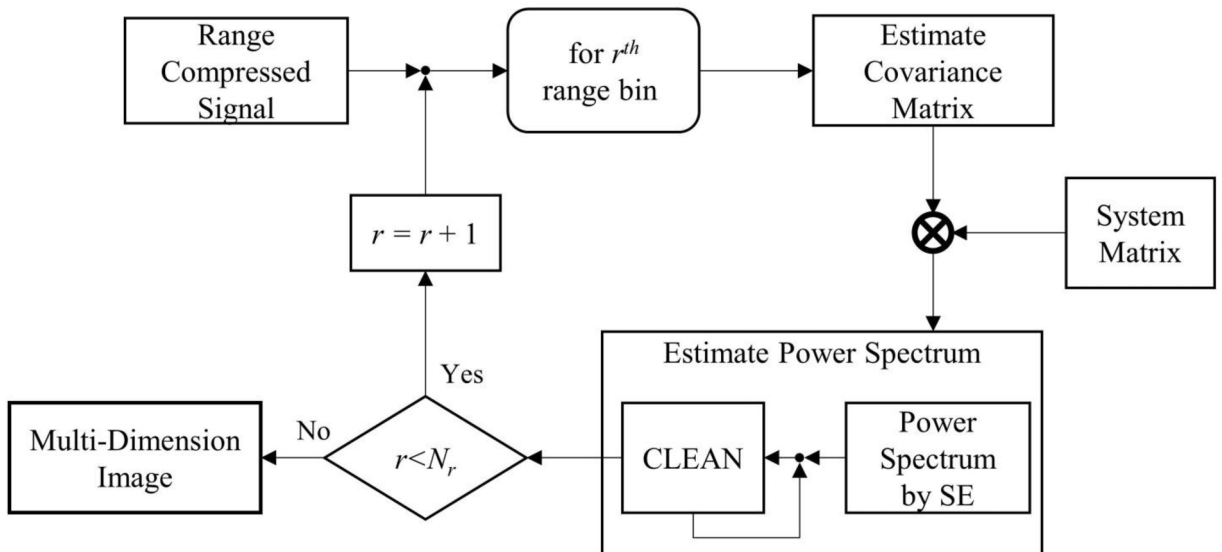 Range
Compressed
Signal
for r^th
range bin
Estimate
Covariance
Matrix
System
Matrix
r = r + 1
Estimate Power Spectrum
Power
Spectrum
by SE
CLEAN
r<N_r
Yes
No
Multi-Dimension
Image